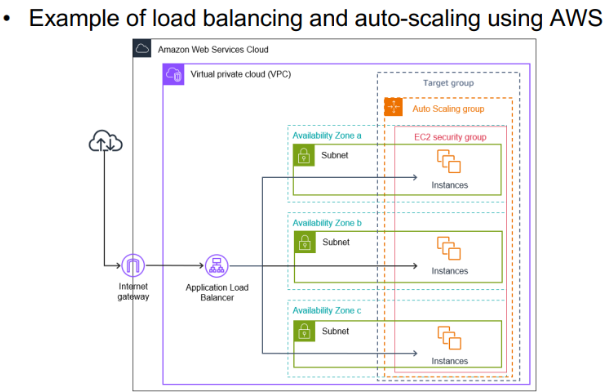 • Example of load balancing and auto-scaling using AWS
Amazon Web Services Cloud
Virtual private cloud (VPC)
Target group
Auto Scaling group
Availability Zone a
EC2 security group
Subnet
Instances
Availability Zone b
Subnet
Instances
Internet
gateway
Application Load
Balancer
Availability Zone c
Subnet
Instances